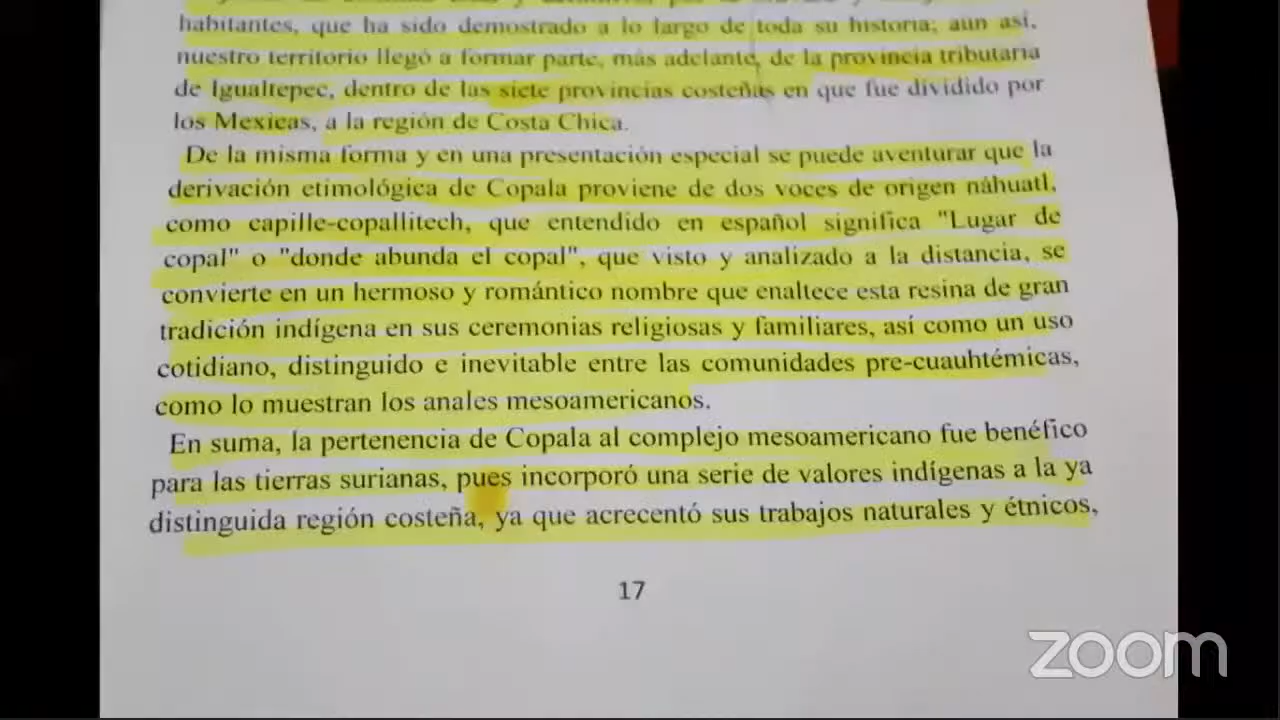 habitantes, que ha sido demostrado a lo largo de toda su historia; aun así,
nuestro territorio llegó a formar parte, más adelante, de la provincia tributaria
de Igualtepec, dentro de las siete provincias costeñas en que fue dividido por
los Mexicas, a la región de Costa Chica.
De la misma forma y en una presentación especial se puede aventurar que la
derivación etimológica de Copala proviene de dos voces de origen náhuatl,
como capille-copallitech, que entendido en español significa "Lugar de
copal" o "donde abunda el copal", que visto y analizado a la distancia, se
convierte en un hermoso y romántico nombre que enaltece esta resina de gran
tradición indígena en sus ceremonias religiosas y familiares, así como un uso
cotidiano, distinguido e inevitable entre las comunidades pre-cuauhtémicas,
como lo muestran los anales mesoamericanos.
En suma, la pertenencia de Copala al complejo mesoamericano fue benéfico
para las tierras surianas, pues incorporó una serie de valores indígenas a la ya
distinguida región costeña, ya que acrecentó sus trabajos naturales y étnicos,
17
zoom